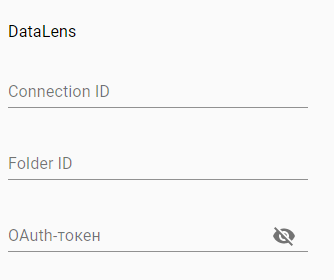 DataLens
Connection ID
Folder ID
OAuth-токен